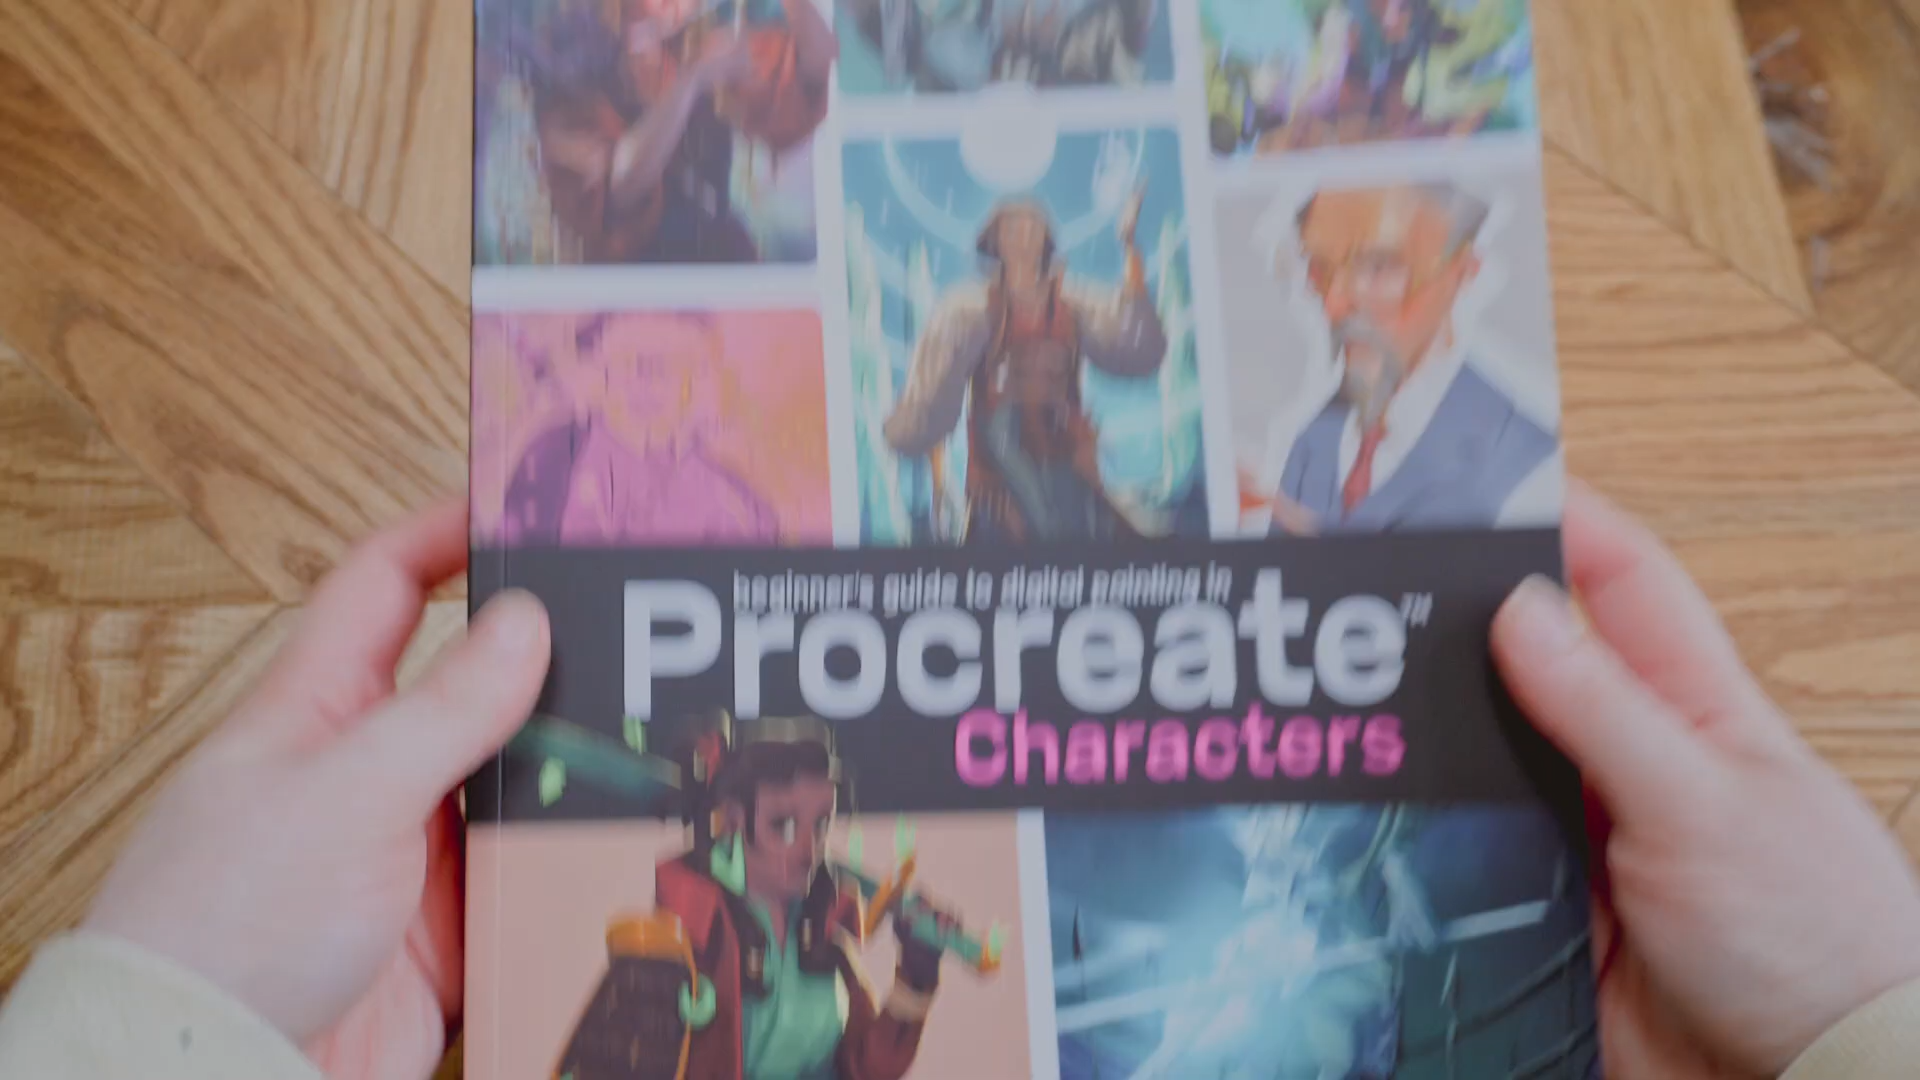 beginner's guide to digital painting in
Procreate™
Characters